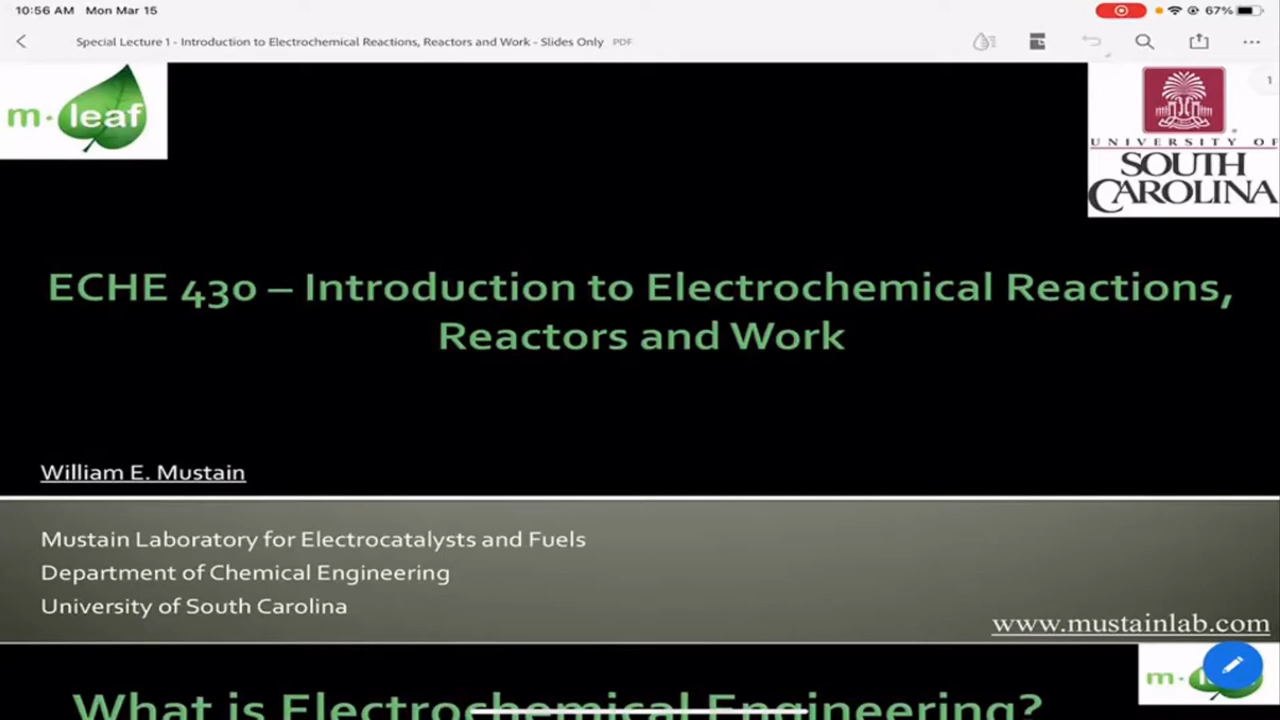 10:56 AM Mon Mar 15
67%
Special Lecture 1 - Introduction to Electrochemical Reactions, Reactors and Work - Slides Only PDF
m·leaf
1
UNIVERSITY OF
SOUTH
CAROLINA
ECHE 430 – Introduction to Electrochemical Reactions,
Reactors and Work
William E. Mustain
Mustain Laboratory for Electrocatalysts and Fuels
Department of Chemical Engineering
University of South Carolina
www.mustainlab.com
What is Electrochemical Engineering?